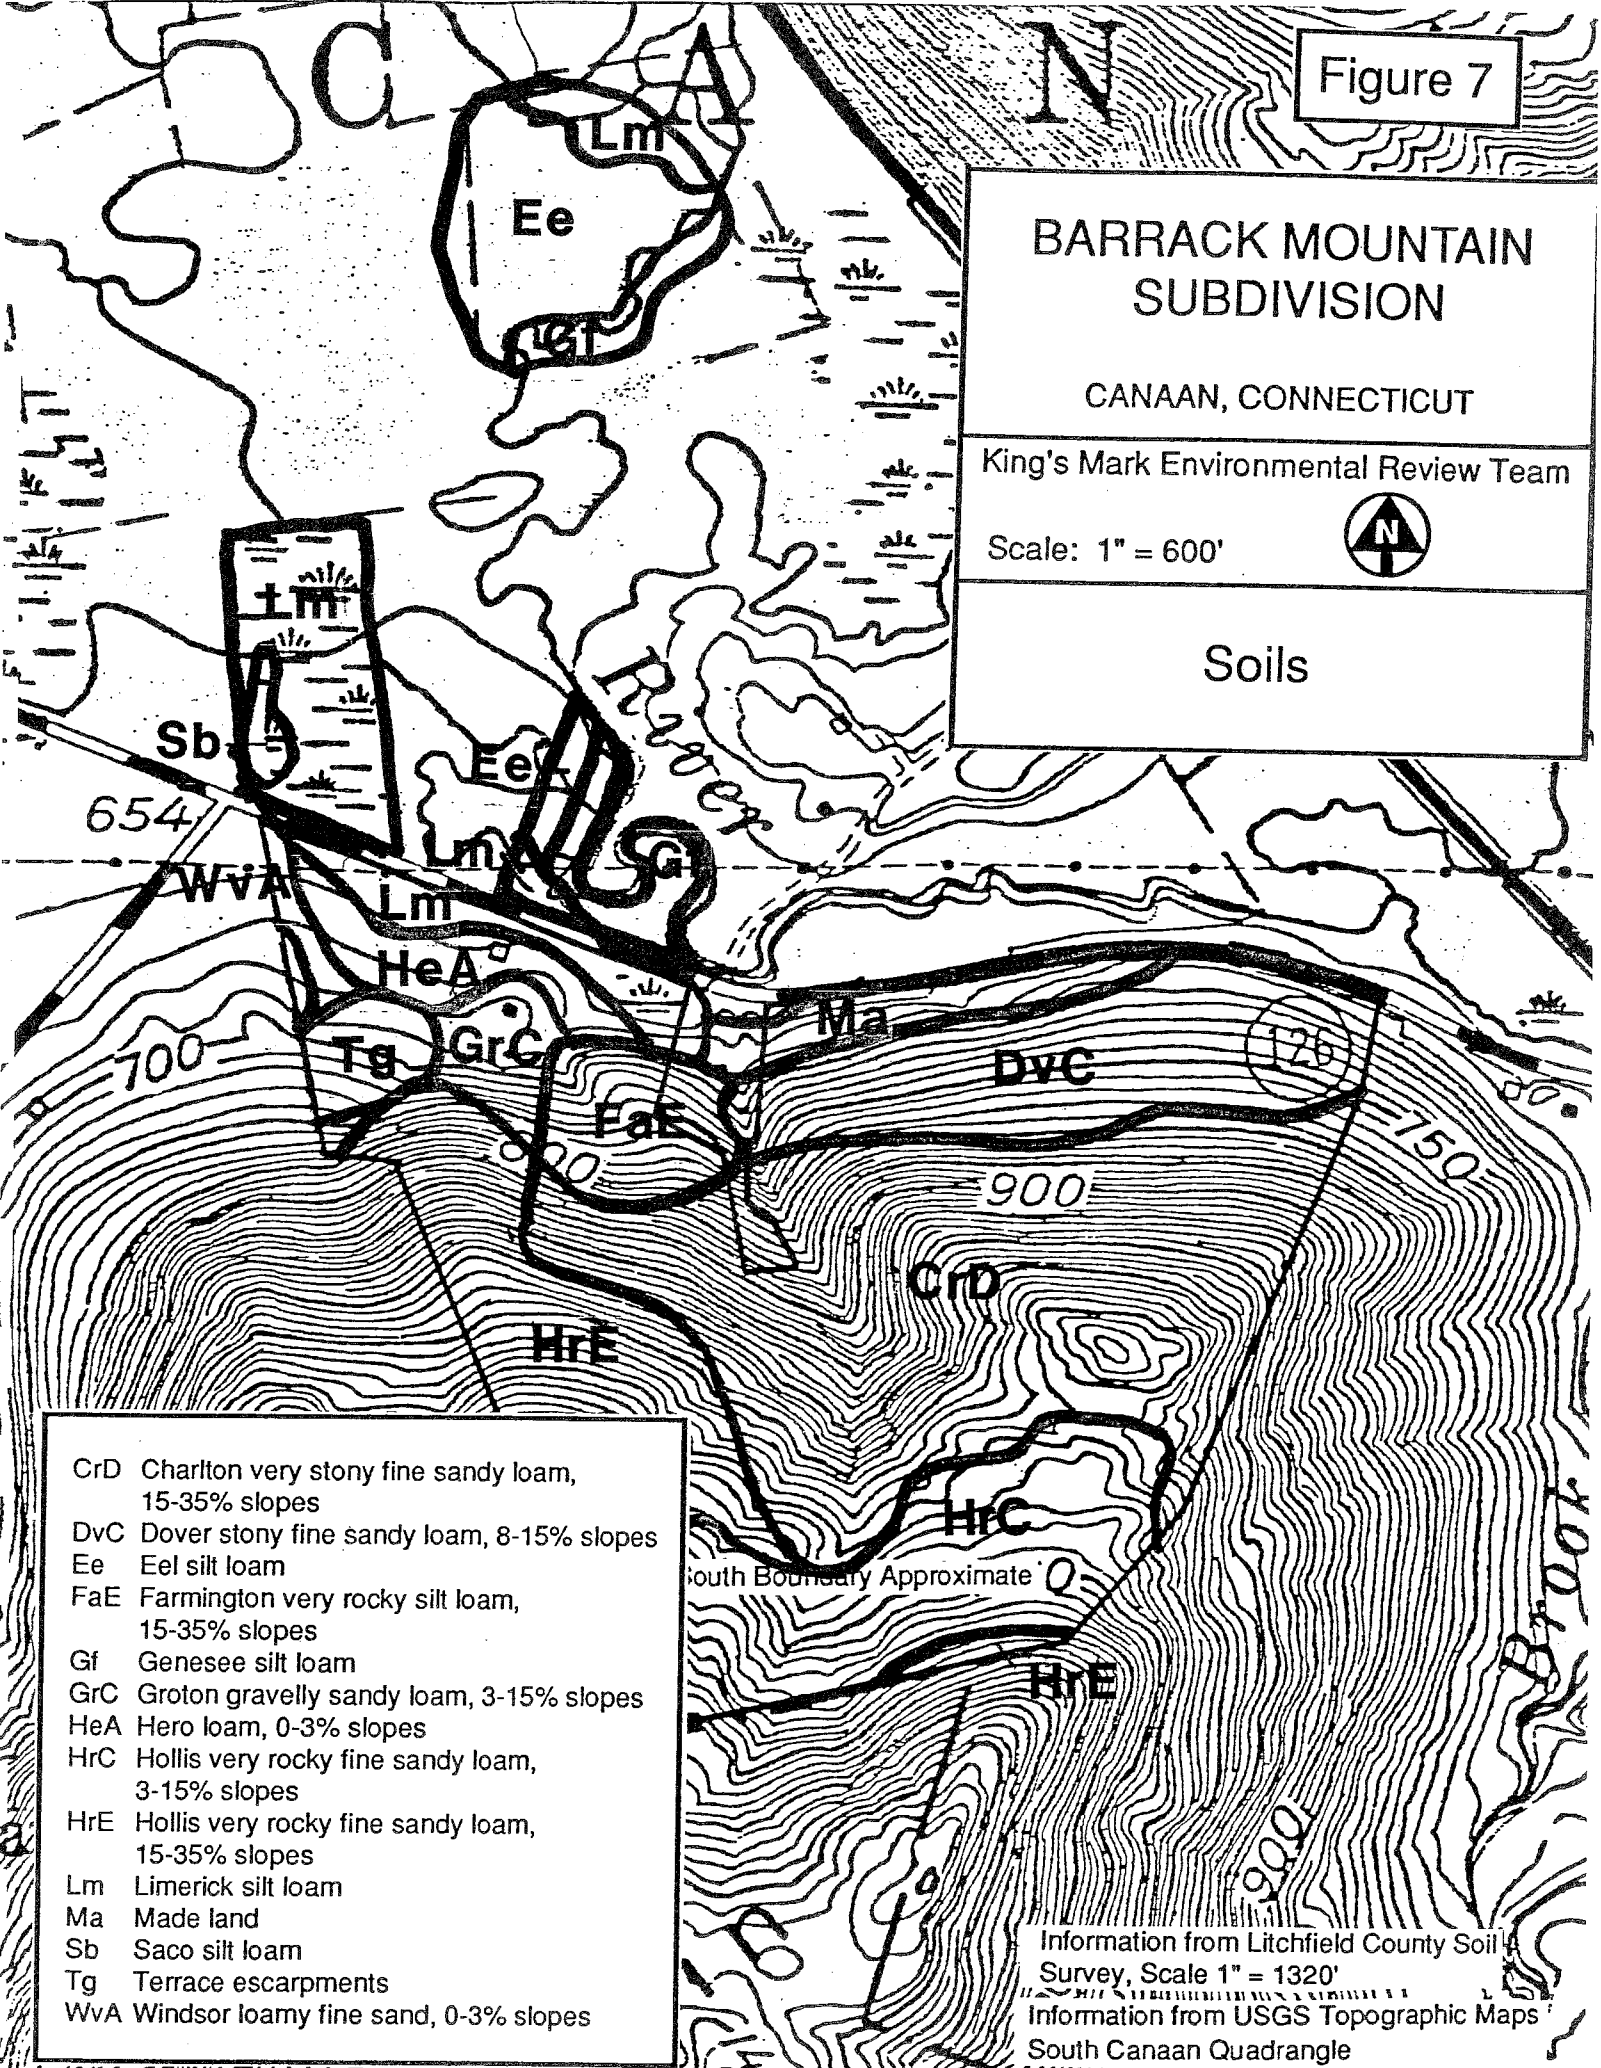 C A N
Figure 7
BARRACK MOUNTAIN
SUBDIVISION
CANAAN, CONNECTICUT
King's Mark Environmental Review Team
N
Scale: 1" = 600'
Soils
Lm
Ee
Gf
Lm
River
Sb
Ee
654
Lm
Gf
WvA
Lm
HeA
Ma
Tg
GrC
DvC
126
700
FaE
750
800
900
CrD
HrE
HrC
South Boundary Approximate
Brook
HrE
900
CrD Charlton very stony fine sandy loam,
15-35% slopes
DvC Dover stony fine sandy loam, 8-15% slopes
Ee Eel silt loam
FaE Farmington very rocky silt loam,
15-35% slopes
Gf Genesee silt loam
GrC Groton gravelly sandy loam, 3-15% slopes
HeA Hero loam, 0-3% slopes
HrC Hollis very rocky fine sandy loam,
3-15% slopes
HrE Hollis very rocky fine sandy loam,
15-35% slopes
Lm Limerick silt loam
Ma Made land
Sb Saco silt loam
Tg Terrace escarpments
WvA Windsor loamy fine sand, 0-3% slopes
Information from Litchfield County Soil
Survey, Scale 1" = 1320'
Information from USGS Topographic Maps
South Canaan Quadrangle